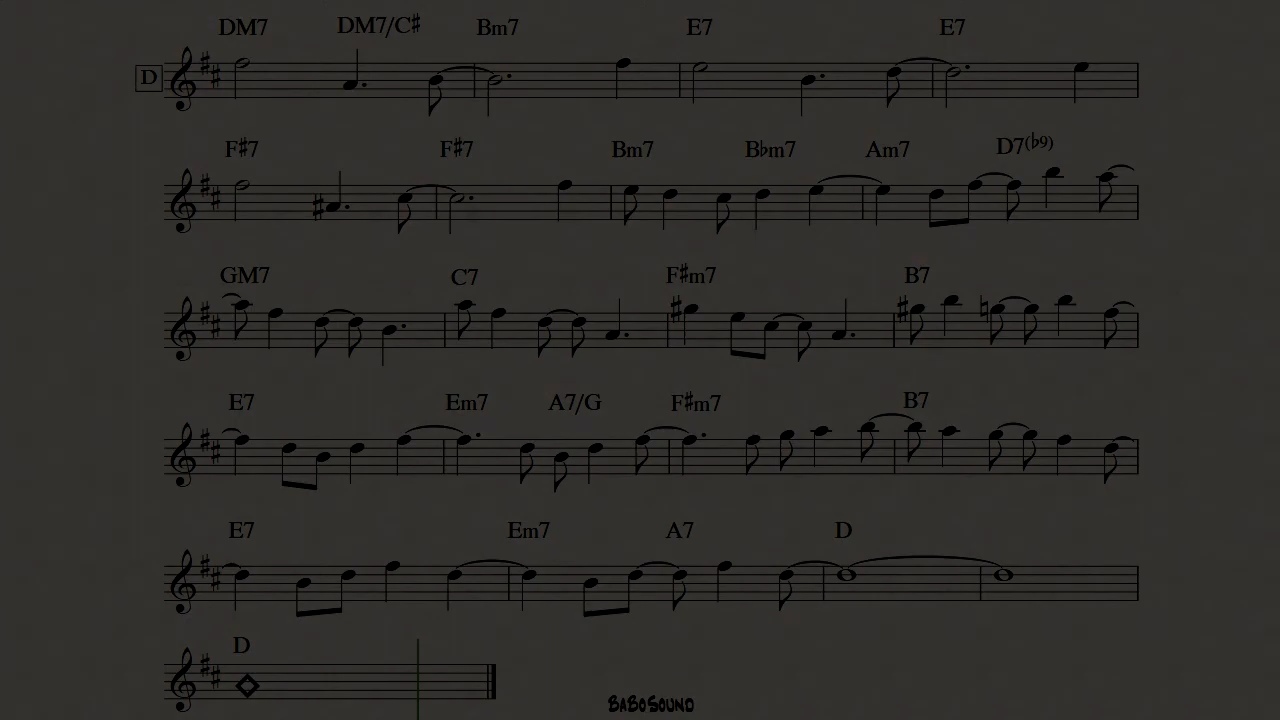 DM7 DM7/C♯ Bm7 E7 E7
D
F♯7 F♯7 Bm7 B♭m7 Am7 D7(♭9)
GM7 C7 F♯m7 B7
E7 Em7 A7/G F♯m7 B7
E7 Em7 A7 D
D
BABOSOUND